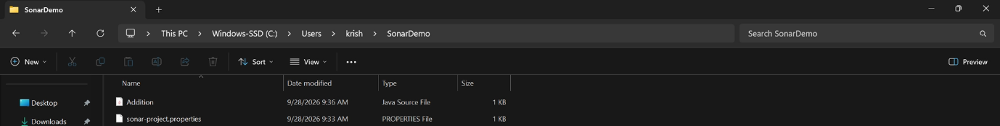 SonarDemo
This PC > Windows-SSD (C:) > Users > krish > SonarDemo
Search SonarDemo
New
Sort
View
Preview
Name Date modified Type Size
Desktop
Addition 9/28/2026 9:36 AM Java Source File 1 KB
sonar-project.properties 9/28/2026 9:33 AM PROPERTIES File 1 KB
Downloads